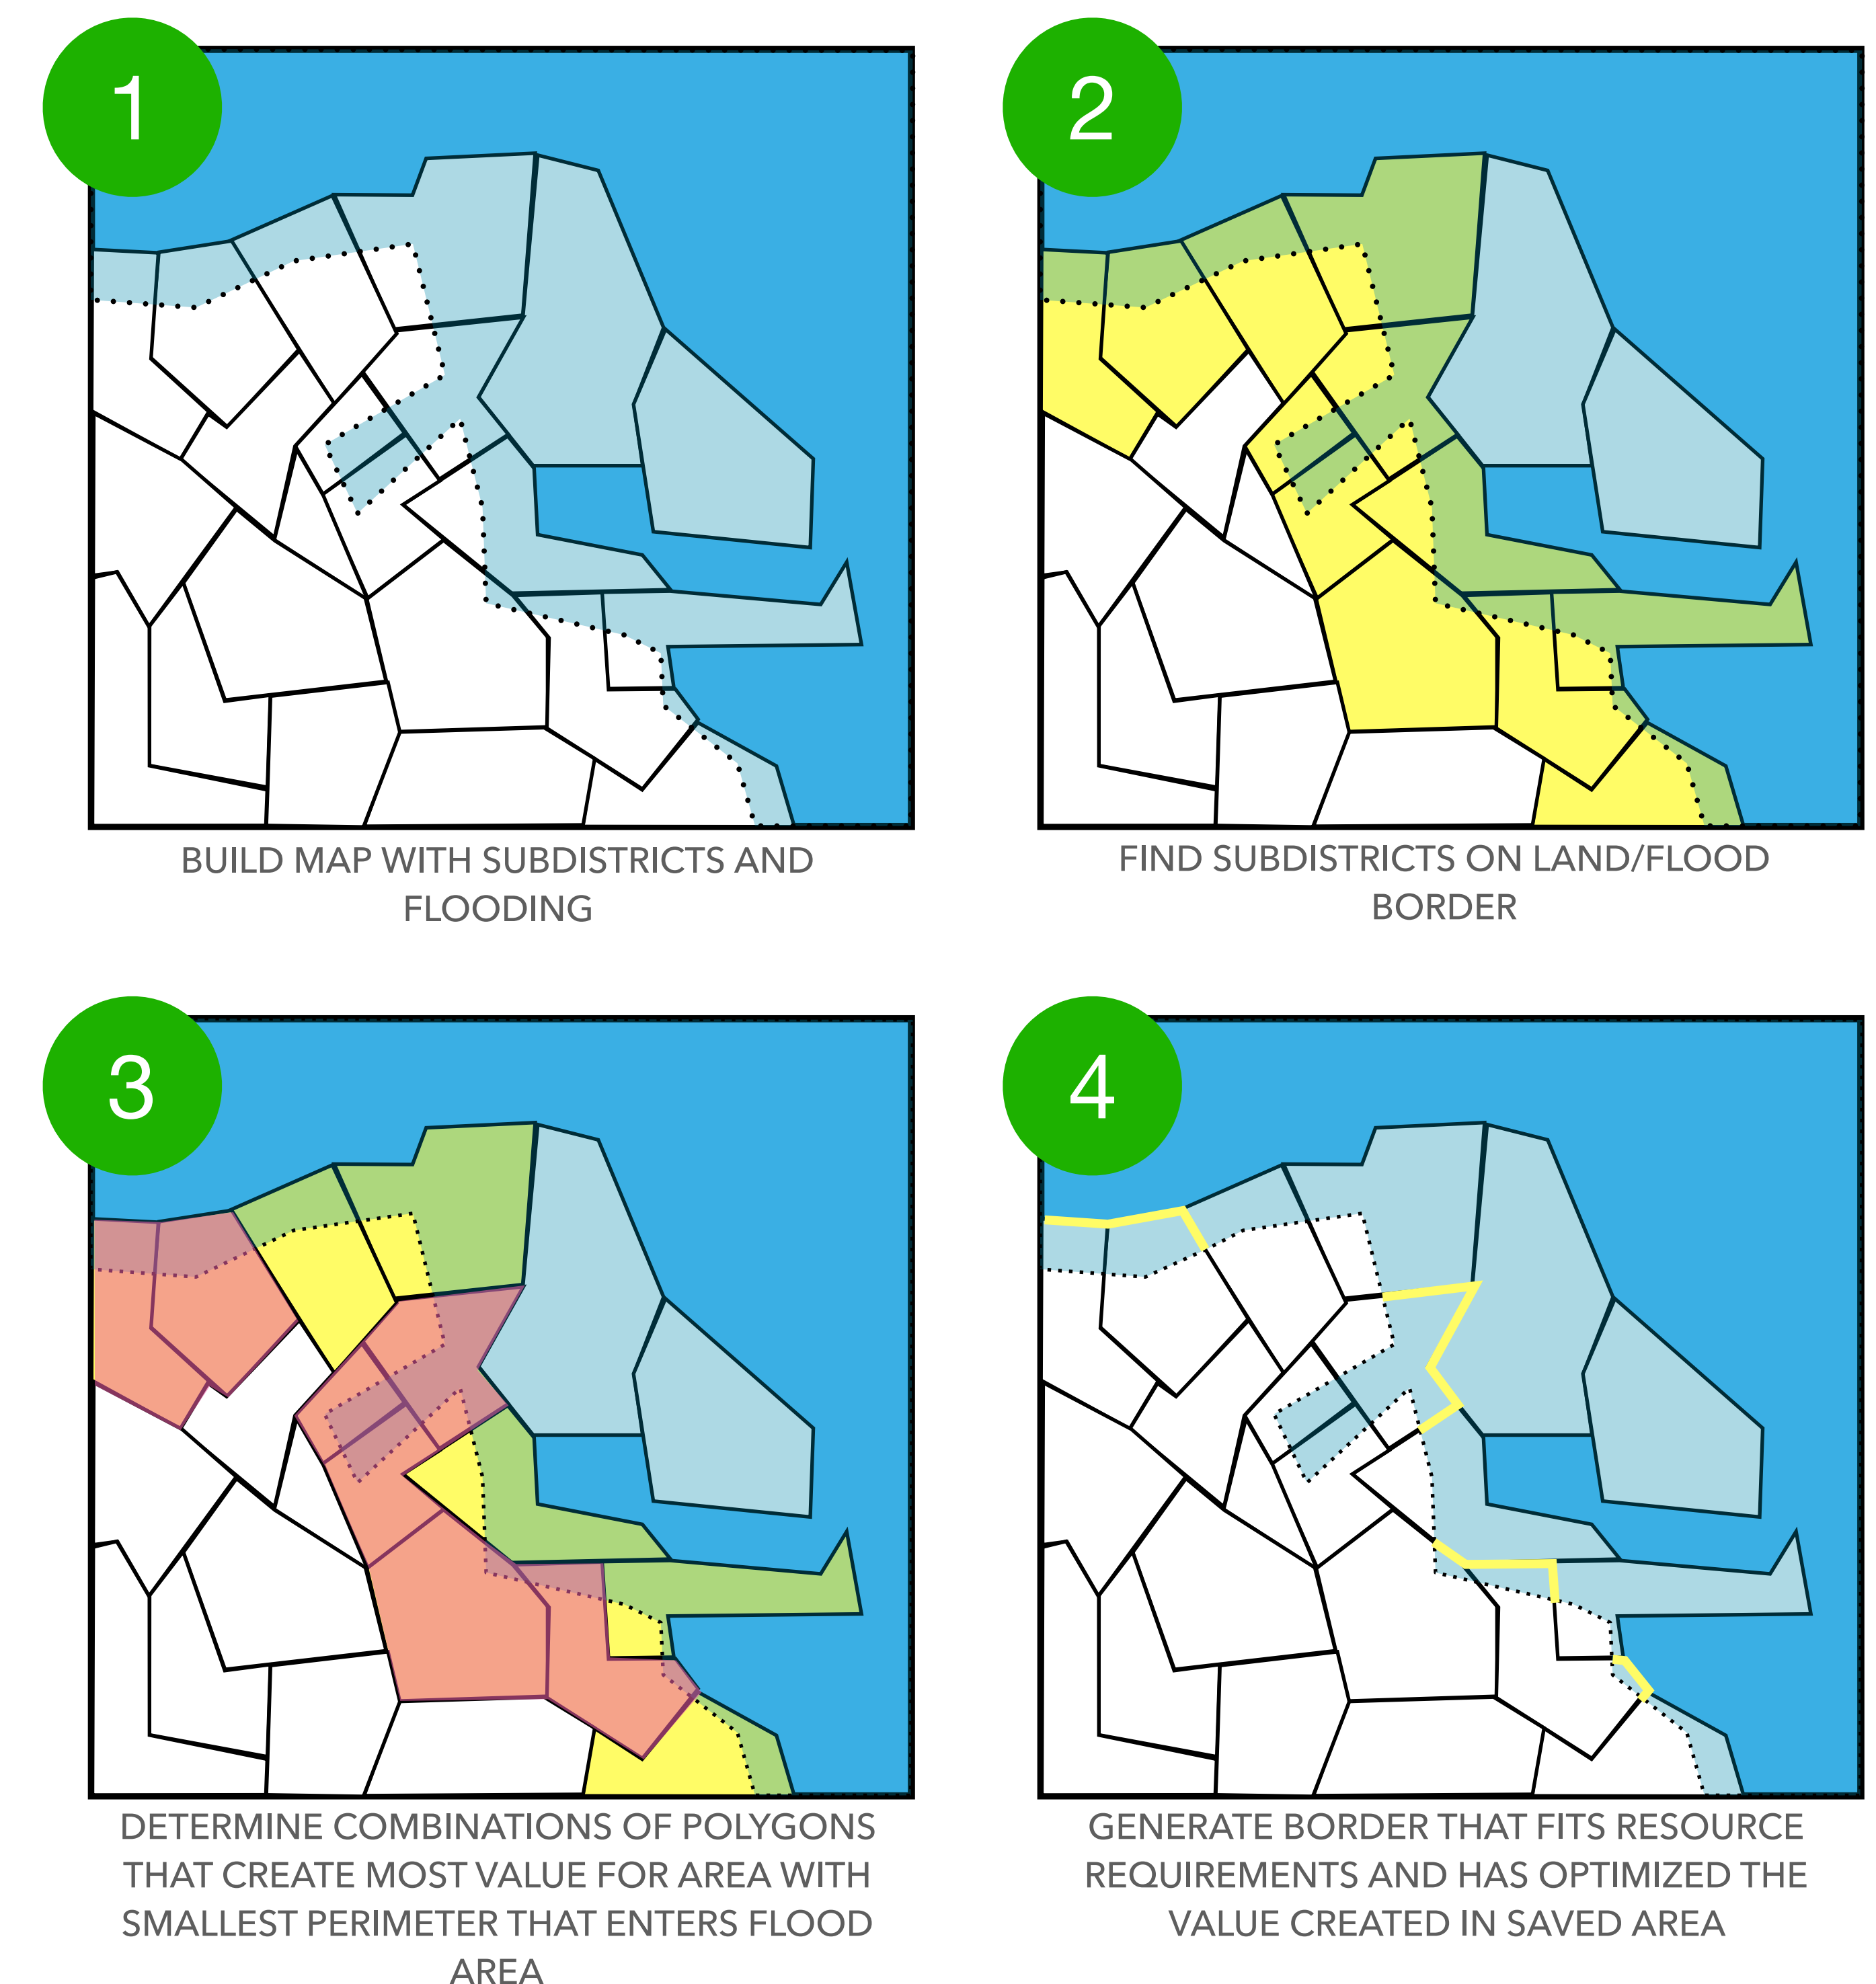 1
BUILD MAP WITH SUBDISTRICTS AND
FLOODING
2
FIND SUBDISTRICTS ON LAND/FLOOD
BORDER
3
DETERMINE COMBINATIONS OF POLYGONS
THAT CREATE MOST VALUE FOR AREA WITH
SMALLEST PERIMETER THAT ENTERS FLOOD
AREA
4
GENERATE BORDER THAT FITS RESOURCE
REQUIREMENTS AND HAS OPTIMIZED THE
VALUE CREATED IN SAVED AREA